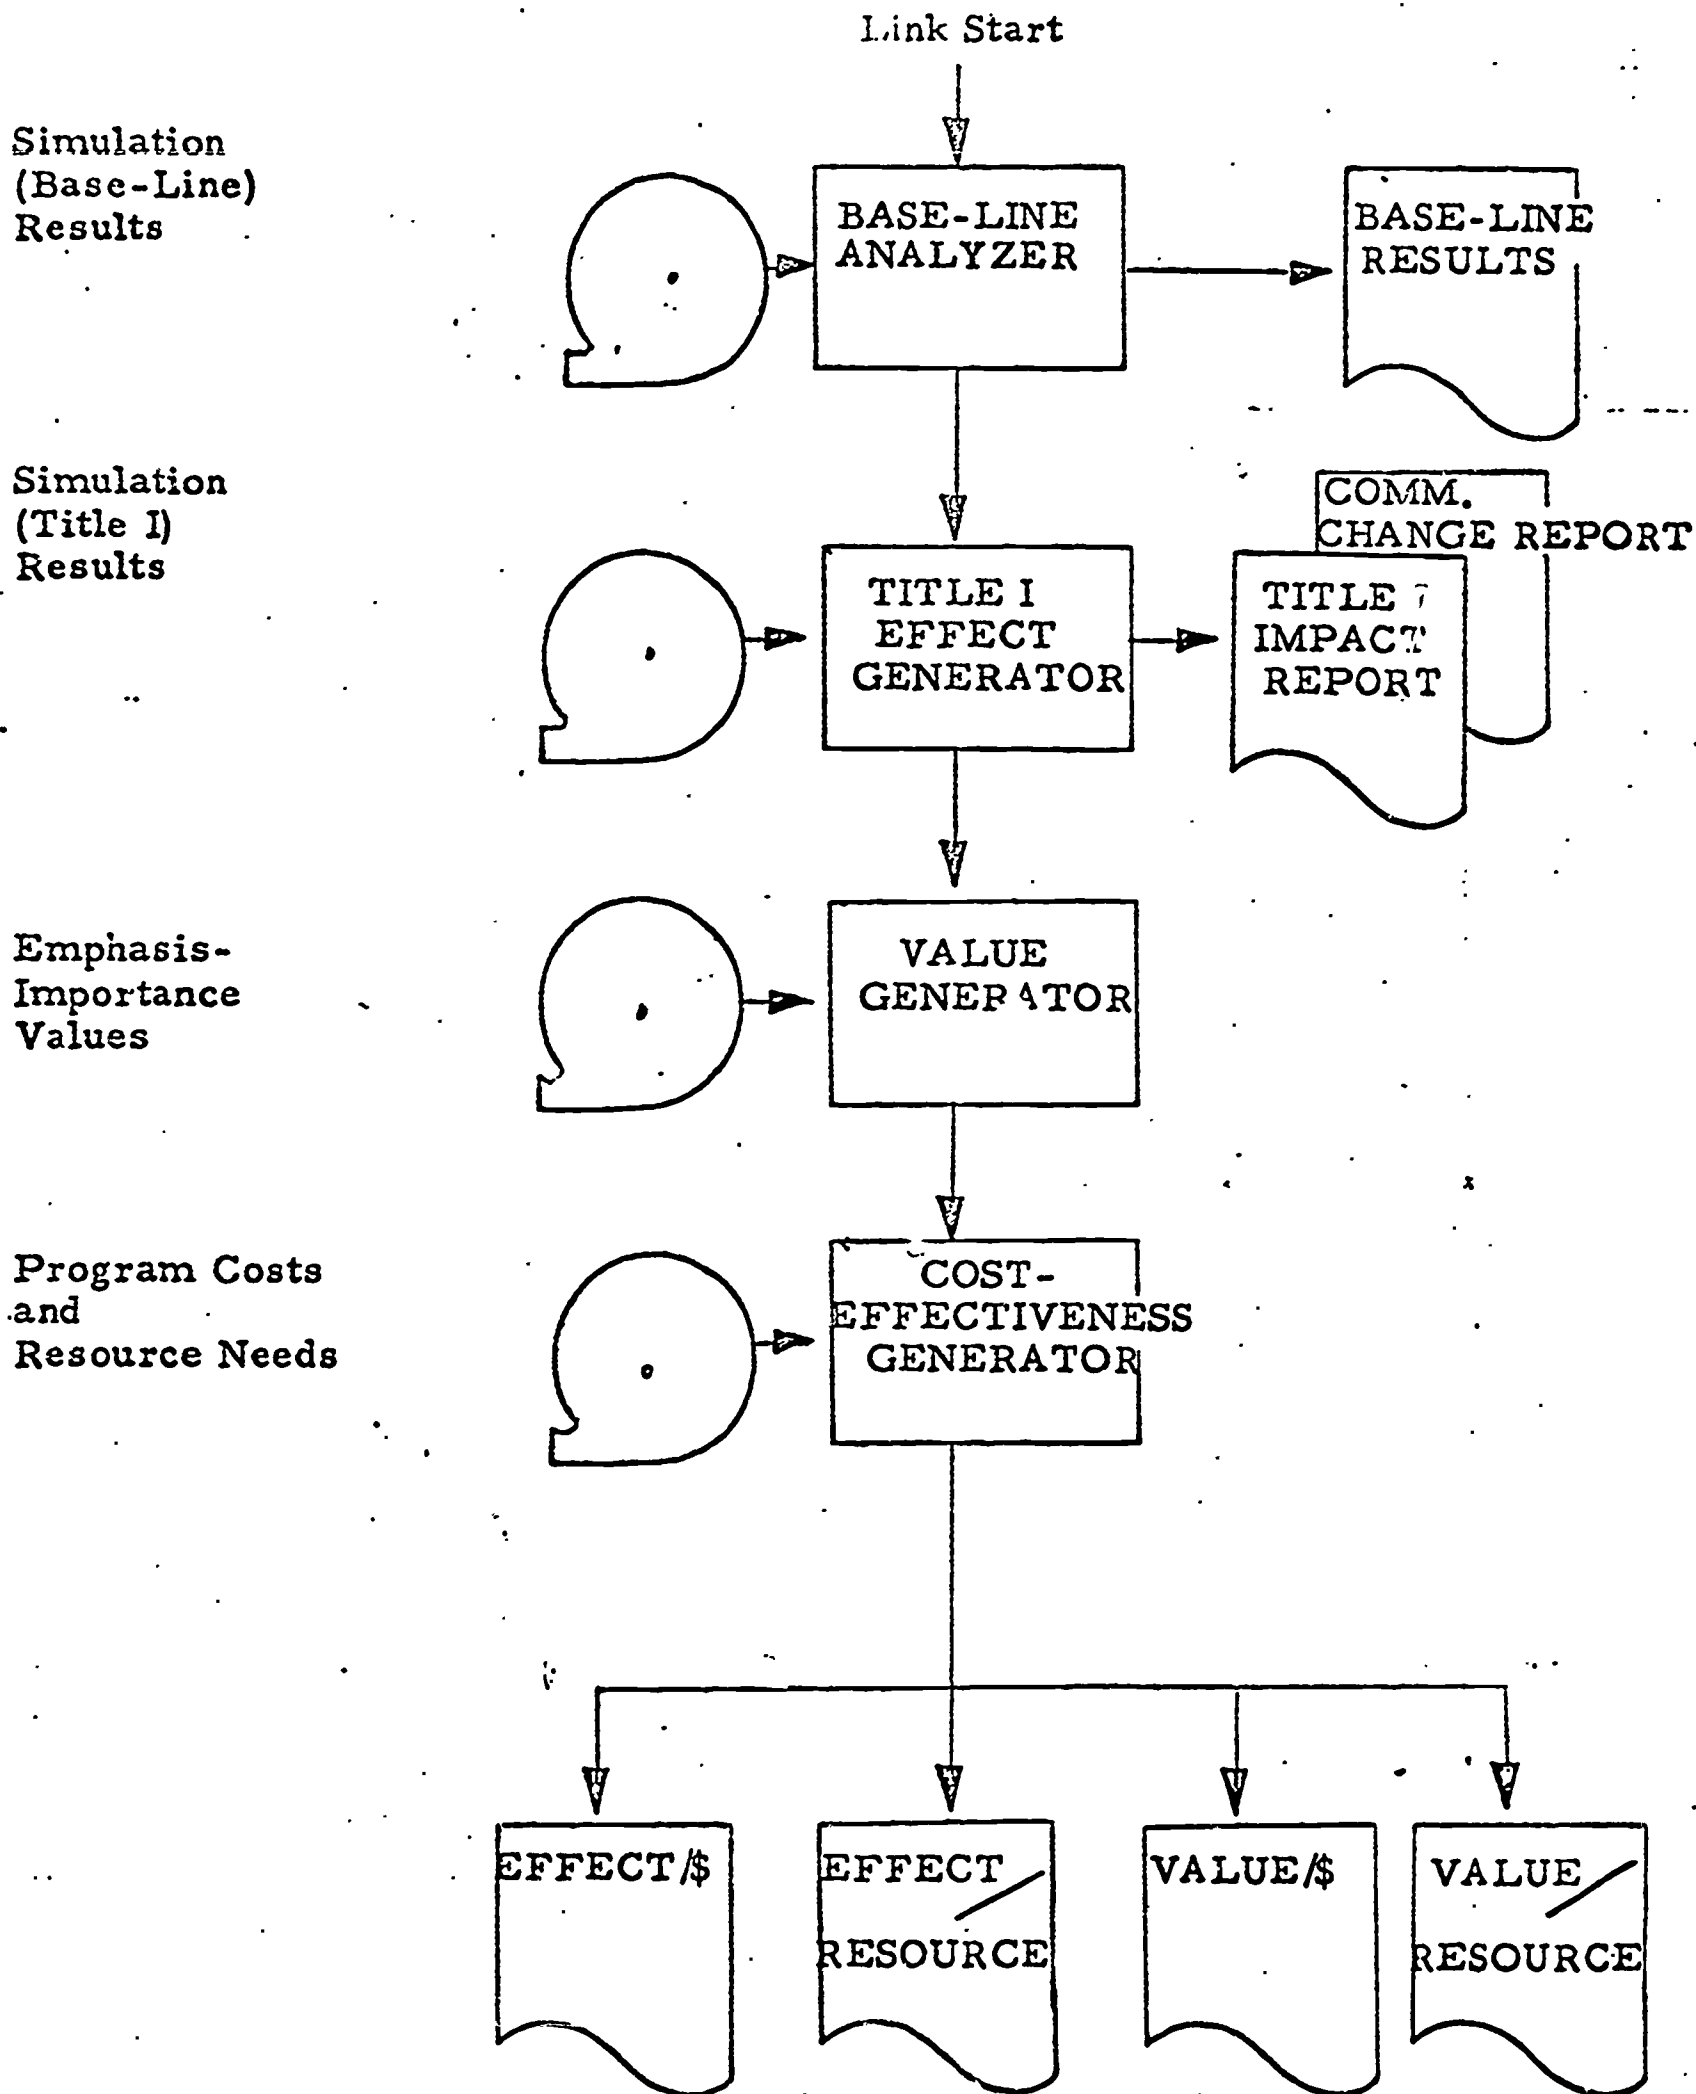 Link Start
Simulation
(Base-Line)
Results
BASE-LINE
ANALYZER
BASE-LINE
RESULTS
Simulation
(Title I)
Results
TITLE I
EFFECT
GENERATOR
COMM.
CHANGE REPORT
TITLE
IMPACT
REPORT
Emphasis-
Importance
Values
VALUE
GENERATOR
Program Costs
and
Resource Needs
COST-
EFFECTIVENESS
GENERATOR
EFFECT/$
EFFECT /
RESOURCE
VALUE/$
VALUE /
RESOURCE